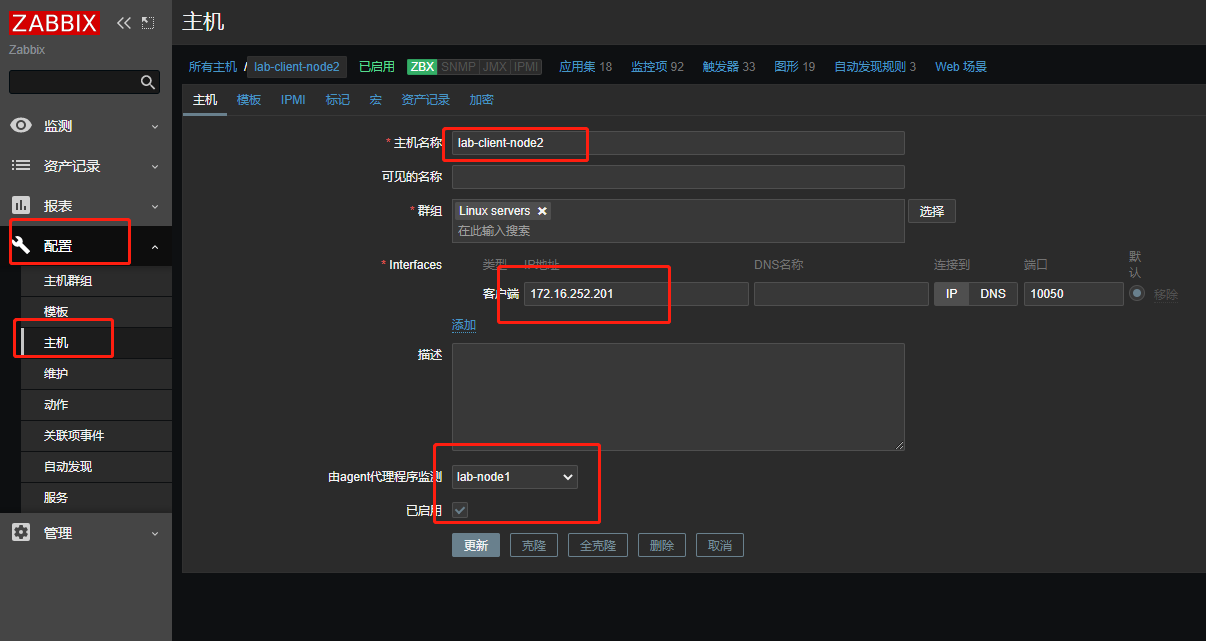 ZABBIX
Zabbix
监测
资产记录
报表
配置
主机群组
模板
主机
维护
动作
关联项事件
自动发现
服务
管理
主机
所有主机 / lab-client-node2 已启用 ZBX SNMP JMX IPMI 应用集 18 监控项 92 触发器 33 图形 19 自动发现规则 3 Web 场景
主机 模板 IPMI 标记 宏 资产记录 加密
* 主机名称 lab-client-node2
可见的名称
* 群组 Linux servers
在此输入搜索
选择
* Interfaces 类型 IP地址 DNS名称 连接到 端口 默认
客户端 172.16.252.201 IP DNS 10050 移除
添加
描述
由agent代理程序监测 lab-node1
已启用
更新 克隆 全克隆 删除 取消